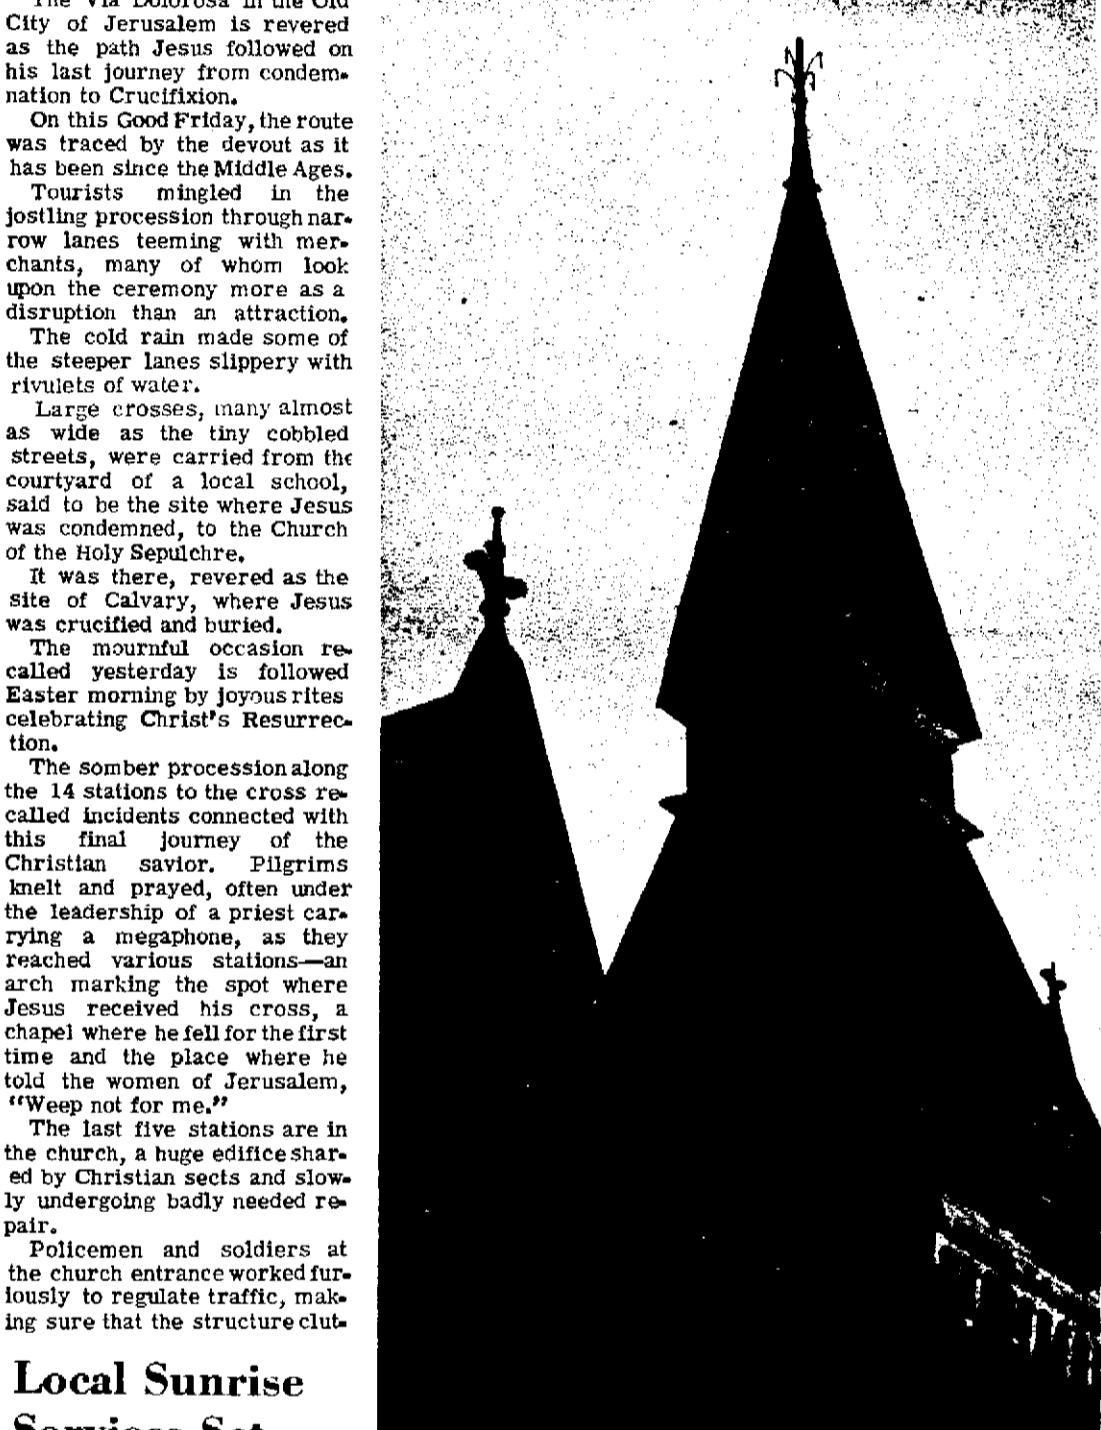 The Via Dolorosa in the Old
City of Jerusalem is revered
as the path Jesus followed on
his last journey from condem-
nation to Crucifixion.
On this Good Friday, the route
was traced by the devout as it
has been since the Middle Ages.
Tourists mingled in the
jostling procession through nar-
row lanes teeming with mer-
chants, many of whom look
upon the ceremony more as a
disruption than an attraction.
The cold rain made some of
the steeper lanes slippery with
rivulets of water.
Large crosses, many almost
as wide as the tiny cobbled
streets, were carried from the
courtyard of a local school,
said to be the site where Jesus
was condemned, to the Church
of the Holy Sepulchre.
It was there, revered as the
site of Calvary, where Jesus
was crucified and buried.
The mournful occasion re-
called yesterday is followed
Easter morning by joyous rites
celebrating Christ's Resurrec-
tion.
The somber procession along
the 14 stations to the cross re-
called incidents connected with
this final journey of the
Christian savior. Pilgrims
knelt and prayed, often under
the leadership of a priest car-
rying a megaphone, as they
reached various stations—an
arch marking the spot where
Jesus received his cross, a
chapel where he fell for the first
time and the place where he
told the women of Jerusalem,
"Weep not for me."
The last five stations are in
the church, a huge edifice shar-
ed by Christian sects and slow-
ly undergoing badly needed re-
pair.
Policemen and soldiers at
the church entrance worked fur-
iously to regulate traffic, mak-
ing sure that the structure clut-
Local Sunrise
Services Set